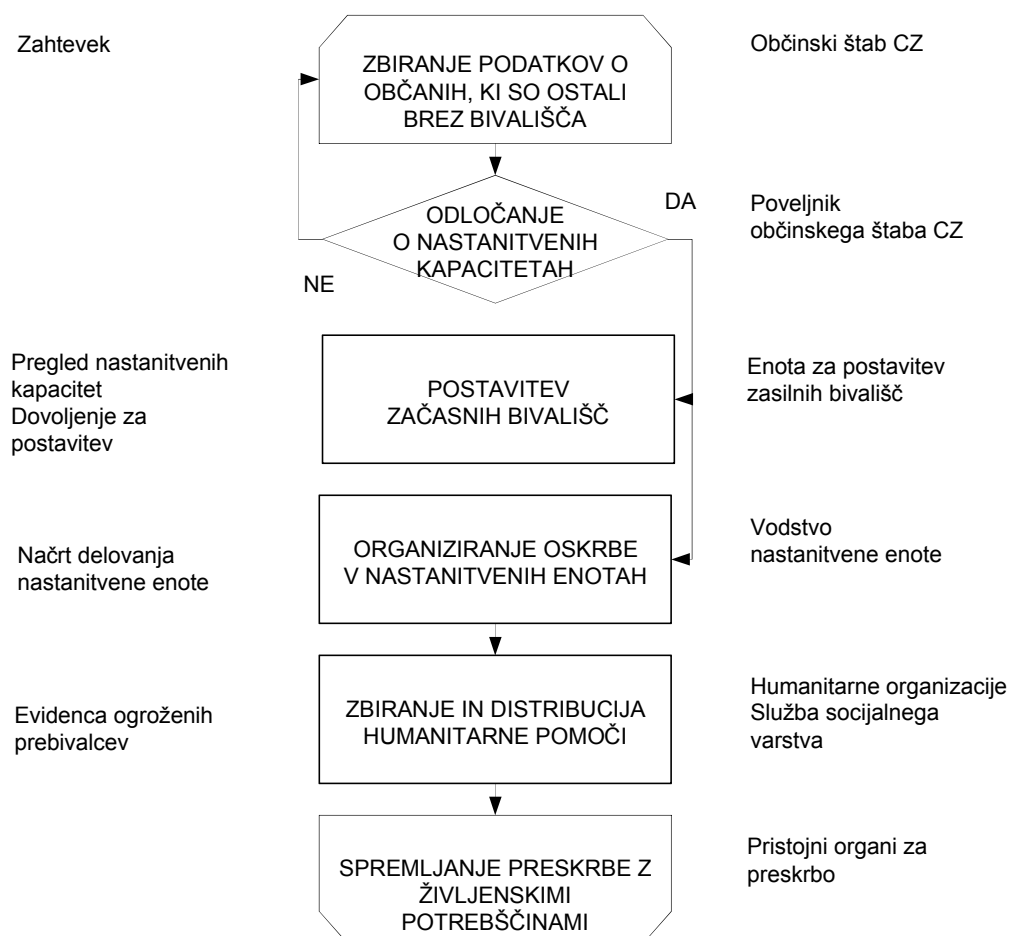 Zahtevek
ZBIRANJE PODATKOV O
OBČANIH, KI SO OSTALI
BREZ BIVALIŠČA
Občinski štab CZ
ODLOČANJE
O NASTANITVENIH
KAPACITETAH
DA
NE
Poveljnik
občinskega štaba CZ
Pregled nastanitvenih
kapacitet
Dovoljenje za
postavitev
POSTAVITEV
ZAČASNIH BIVALIŠČ
Enota za postavitev
zasilnih bivališč
Načrt delovanja
nastanitvene enote
ORGANIZIRANJE OSKRBE
V NASTANITVENIH ENOTAH
Vodstvo
nastanitvene enote
Evidenca ogroženih
prebivalcev
ZBIRANJE IN DISTRIBUCIJA
HUMANITARNE POMOČI
Humanitarne organizacije
Služba socijalnega
varstva
SPREMLJANJE PRESKRBE Z
ŽIVLJENSKIMI
POTREBŠČINAMI
Pristojni organi za
preskrbo